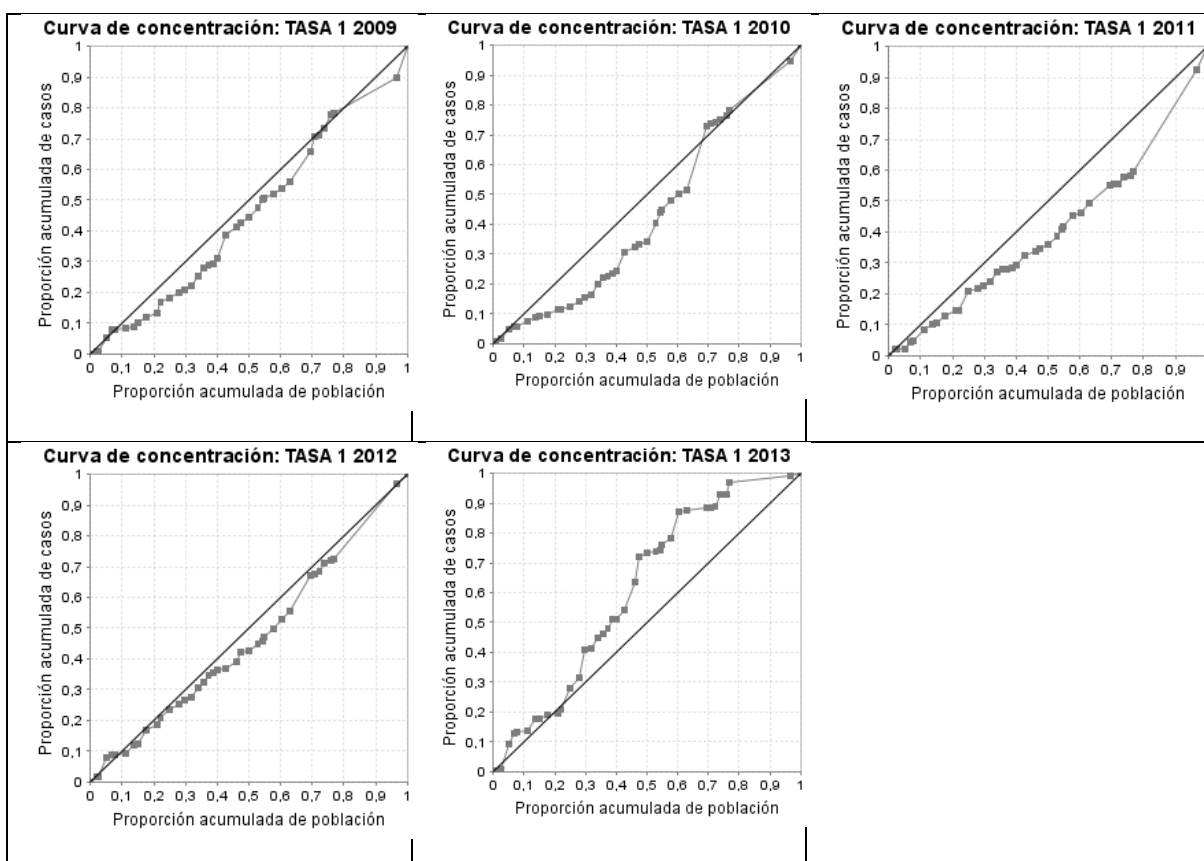 Curva de concentración: TASA 1 2009
Proporción acumulada de casos
1
0,9
0,8
0,7
0,6
0,5
0,4
0,3
0,2
0,1
0
0 0,1 0,2 0,3 0,4 0,5 0,6 0,7 0,8 0,9 1
Proporción acumulada de población
Curva de concentración: TASA 1 2010
Proporción acumulada de casos
1
0,9
0,8
0,7
0,6
0,5
0,4
0,3
0,2
0,1
0
0 0,1 0,2 0,3 0,4 0,5 0,6 0,7 0,8 0,9 1
Proporción acumulada de población
Curva de concentración: TASA 1 2011
Proporción acumulada de casos
1
0,9
0,8
0,7
0,6
0,5
0,4
0,3
0,2
0,1
0
0 0,1 0,2 0,3 0,4 0,5 0,6 0,7 0,8 0,9
Proporción acumulada de población
Curva de concentración: TASA 1 2012
Proporción acumulada de casos
1
0,9
0,8
0,7
0,6
0,5
0,4
0,3
0,2
0,1
0
0 0,1 0,2 0,3 0,4 0,5 0,6 0,7 0,8 0,9 1
Proporción acumulada de población
Curva de concentración: TASA 1 2013
Proporción acumulada de casos
1
0,9
0,8
0,7
0,6
0,5
0,4
0,3
0,2
0,1
0
0 0,1 0,2 0,3 0,4 0,5 0,6 0,7 0,8 0,9 1
Proporción acumulada de población